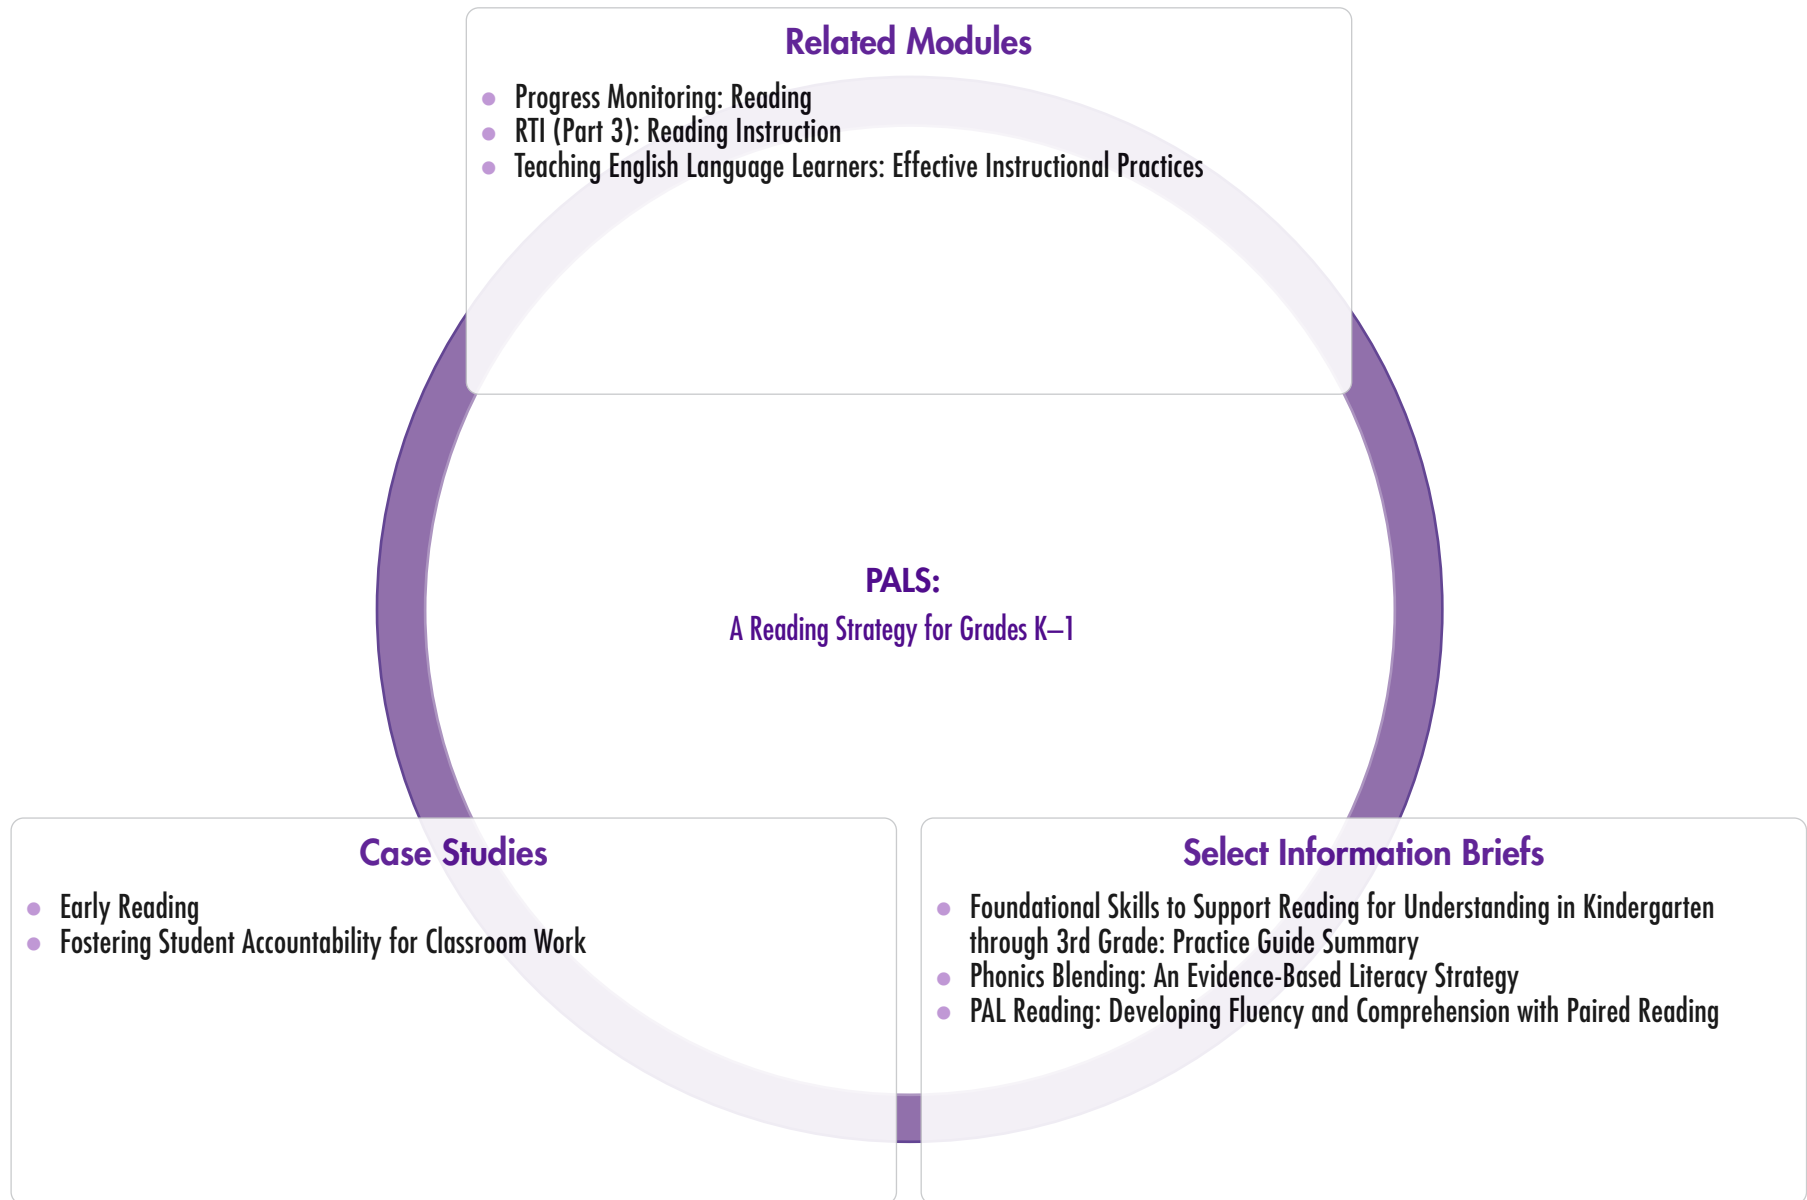 Related Modules
Progress Monitoring: Reading
RTI (Part 3): Reading Instruction
Teaching English Language Learners: Effective Instructional Practices
PALS:
A Reading Strategy for Grades K–1
Case Studies
Early Reading
Fostering Student Accountability for Classroom Work
Select Information Briefs
Foundational Skills to Support Reading for Understanding in Kindergarten
through 3rd Grade: Practice Guide Summary
Phonics Blending: An Evidence-Based Literacy Strategy
PAL Reading: Developing Fluency and Comprehension with Paired Reading